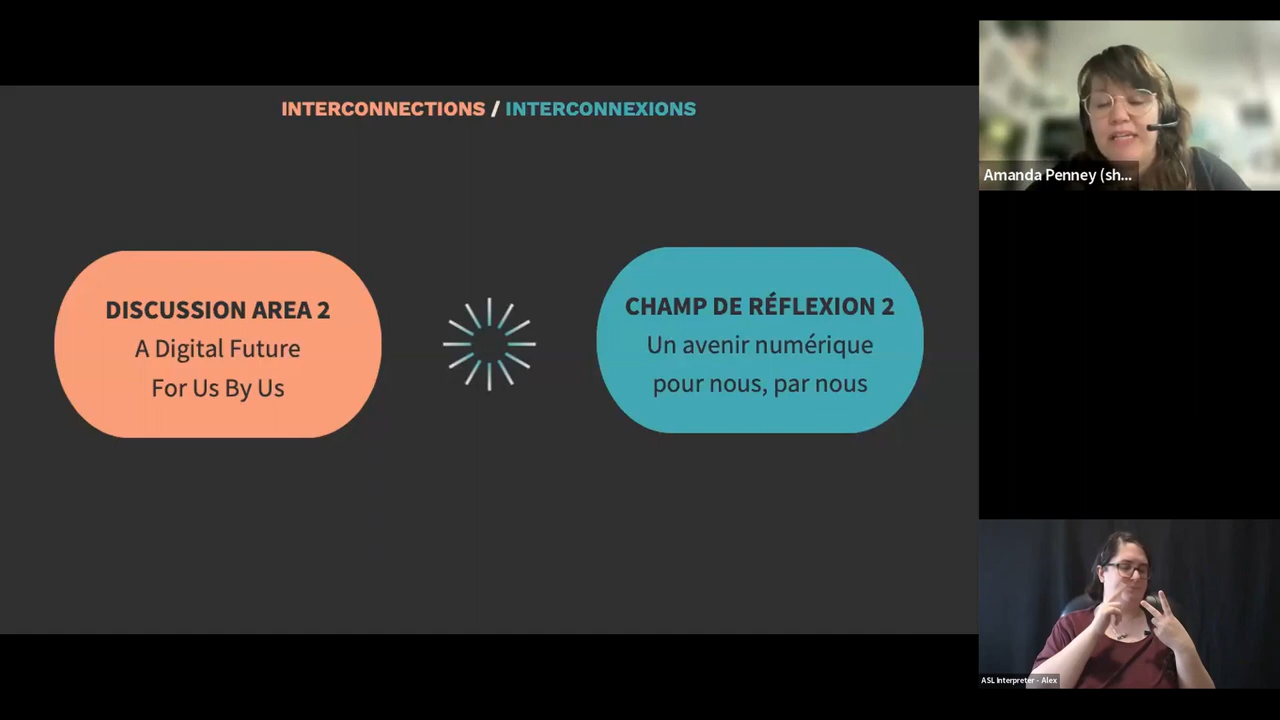 INTERCONNECTIONS / INTERCONNEXIONS
DISCUSSION AREA 2
A Digital Future
For Us By Us
CHAMP DE RÉFLEXION 2
Un avenir numérique
pour nous, par nous
Amanda Penney (sh...
ASL Interpreter - Alex